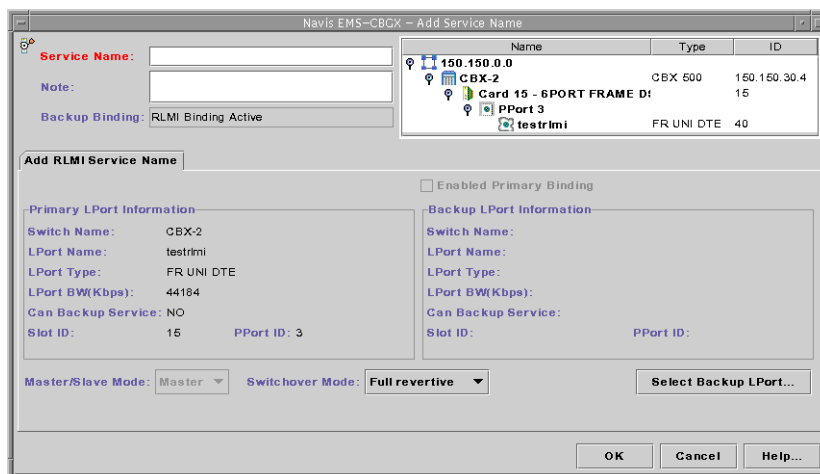 Navis EMS-CBGX - Add Service Name
Service Name:
Note:
Backup Binding: RLMI Binding Active
Name Type ID
150.150.0.0
CBX-2 CBX 500 150.150.30.4
Card 15 - 6PORT FRAME D 15
PPort 3
testrlmi FR UNI DTE 40
Add RLMI Service Name
Enabled Primary Binding
Primary LPort Information
Switch Name: CBX-2
LPort Name: testrlmi
LPort Type: FR UNI DTE
LPort BW(Kbps): 44184
Can Backup Service: NO
Slot ID: 15 PPort ID: 3
Backup LPort Information
Switch Name:
LPort Name:
LPort Type:
LPort BW(Kbps):
Can Backup Service:
Slot ID: PPort ID:
Master/Slave Mode: Master Switchover Mode: Full revertive Select Backup LPort...
OK Cancel Help...